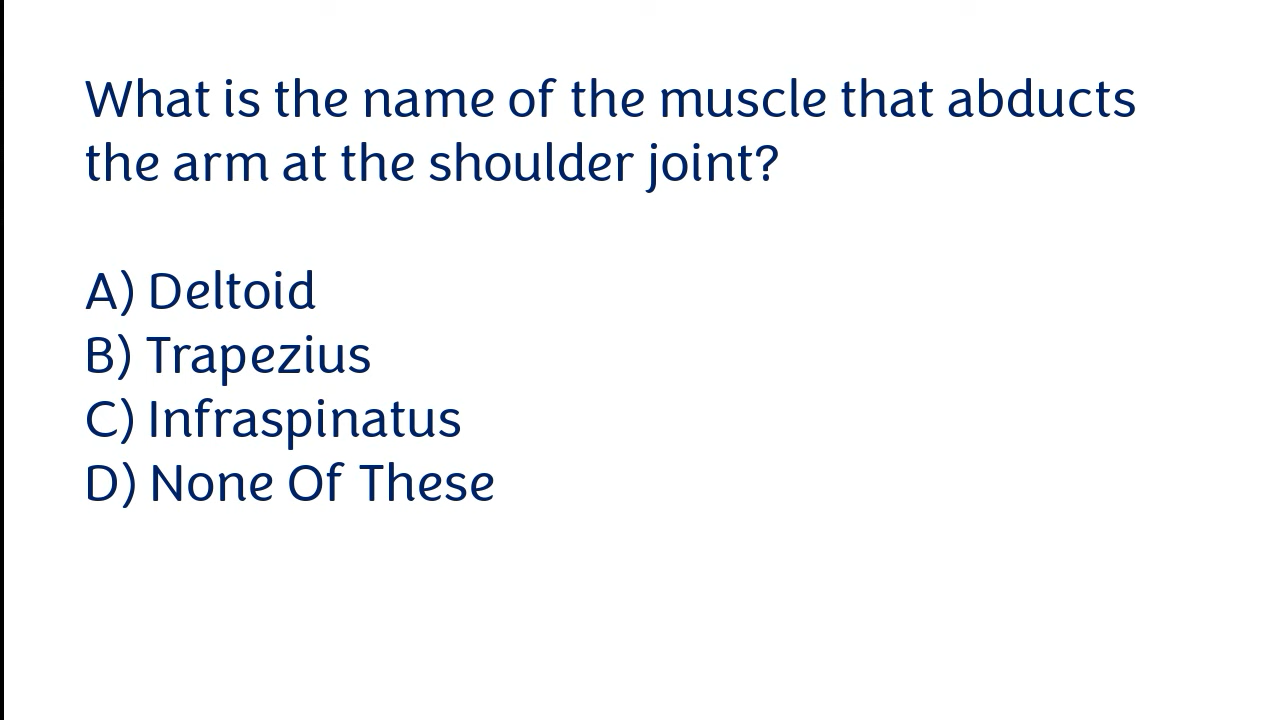 What is the name of the muscle that abducts
the arm at the shoulder joint?
A) Deltoid
B) Trapezius
C) Infraspinatus
D) None Of These